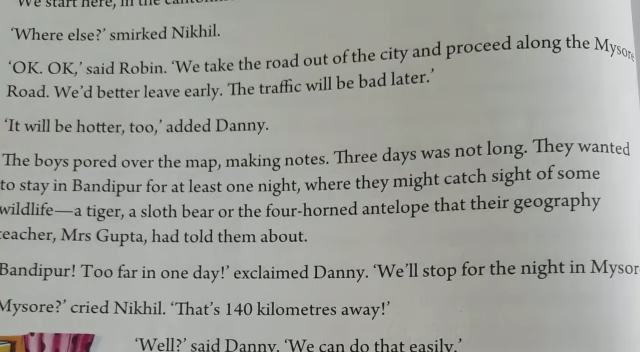 'We start here, in the
'Where else?' smirked Nikhil.
'OK. OK,' said Robin. 'We take the road out of the city and proceed along the Mysore
Road. We'd better leave early. The traffic will be bad later.'
'It will be hotter, too,' added Danny.
The boys pored over the map, making notes. Three days was not long. They wanted
to stay in Bandipur for at least one night, where they might catch sight of some
wildlife—a tiger, a sloth bear or the four-horned antelope that their geography
teacher, Mrs Gupta, had told them about.
Bandipur! Too far in one day!' exclaimed Danny. 'We'll stop for the night in Mysor
Mysore?' cried Nikhil. 'That's 140 kilometres away!'
'Well?' said Danny. 'We can do that easily.'